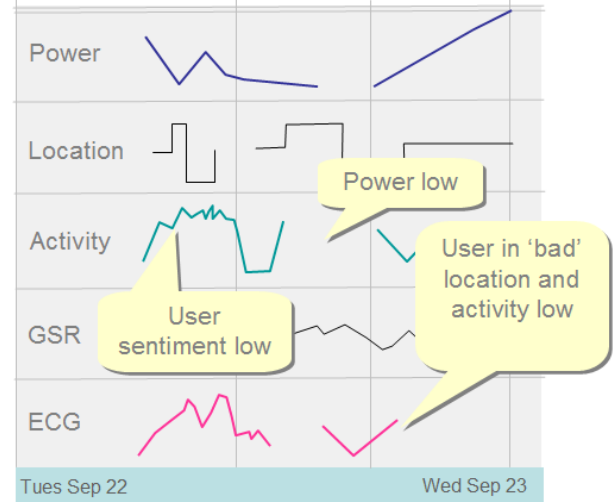 Power
Location
Power low
Activity
User in ‘bad’
location and
activity low
User
sentiment low
GSR
ECG
Tues Sep 22
Wed Sep 23